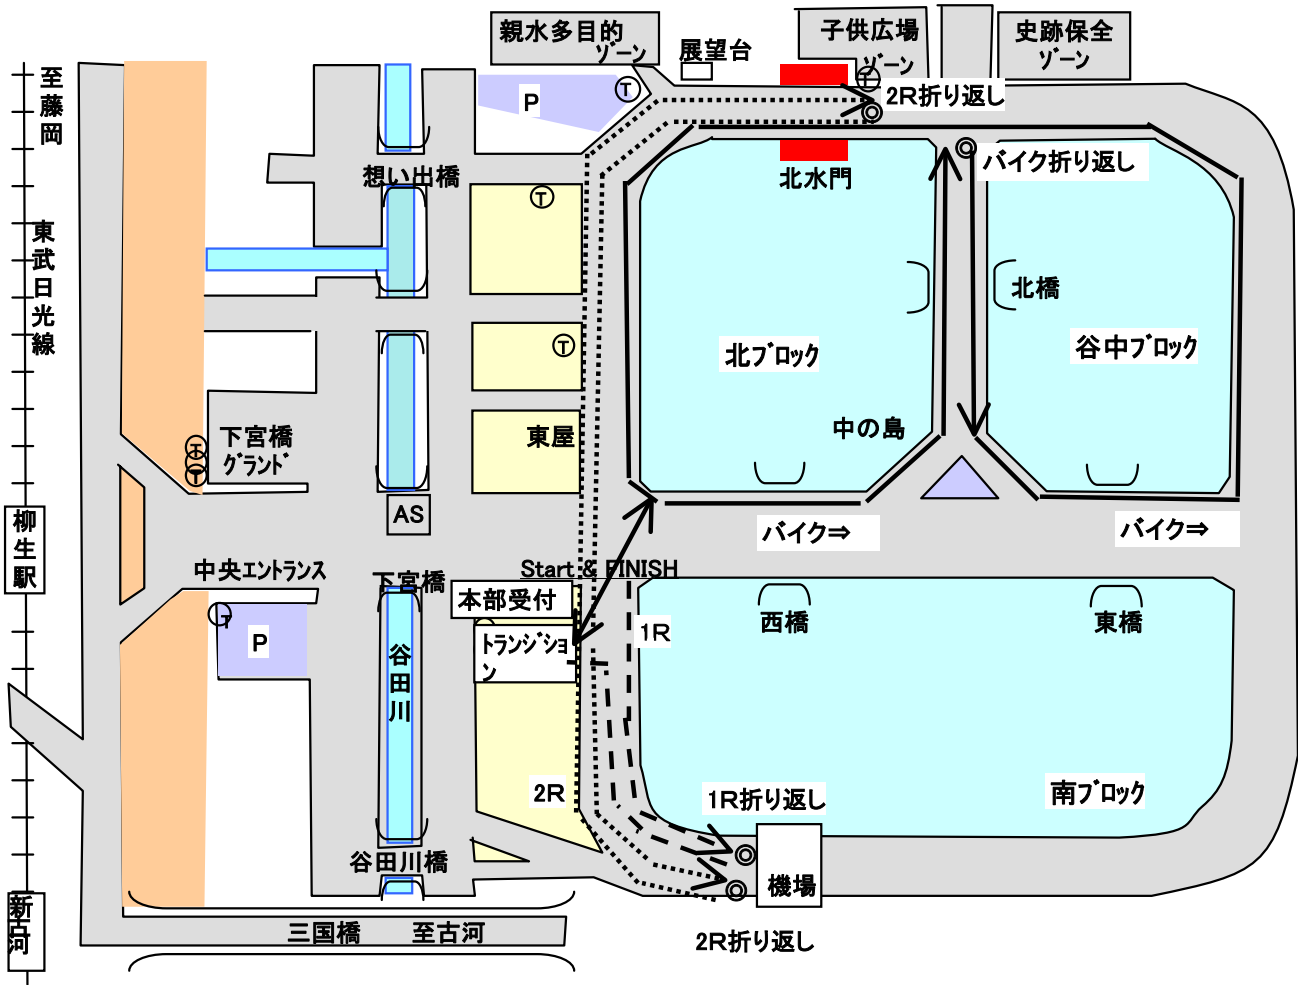 親水多目的
ゾーン
展望台
子供広場
ゾーン
史跡保全
ゾーン
至藤岡
P
T
T
2R折り返し
バイク折り返し
想い出橋
北水門
T
東武日光線
北橋
T
北ブロック
谷中ブロック
下宮橋
グランド
T
T
T
東屋
中の島
AS
柳生駅
バイク⇒
バイク⇒
中央エントランス
下宮橋
Start & FINISH
本部受付
1R
西橋
東橋
T
P
トランジショ
ン
谷田川
2R
1R折り返し
南ブロック
谷田川橋
機場
新古河
三国橋
至古河
2R折り返し